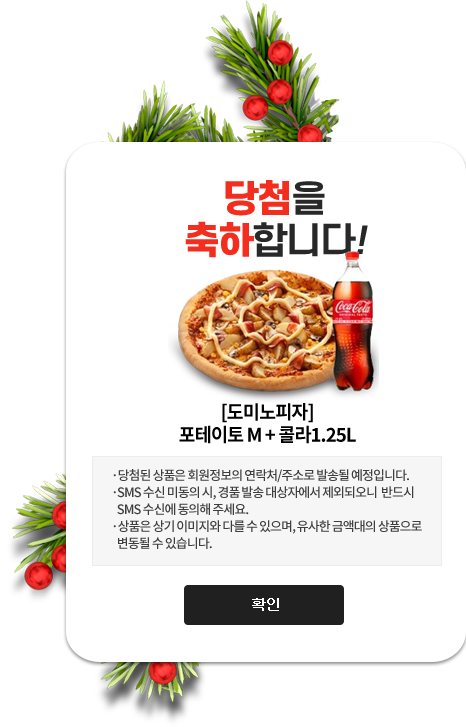 당첨을
축하합니다!
Coca-Cola
[도미노피자]
포테이토 M + 콜라1.25L
· 당첨된 상품은 회원정보의 연락처/주소로 발송될 예정입니다.
· SMS 수신 미동의 시, 경품 발송 대상자에서 제외되오니 반드시
SMS 수신에 동의해 주세요.
· 상품은 상기 이미지와 다를 수 있으며, 유사한 금액대의 상품으로
변동될 수 있습니다.
확인